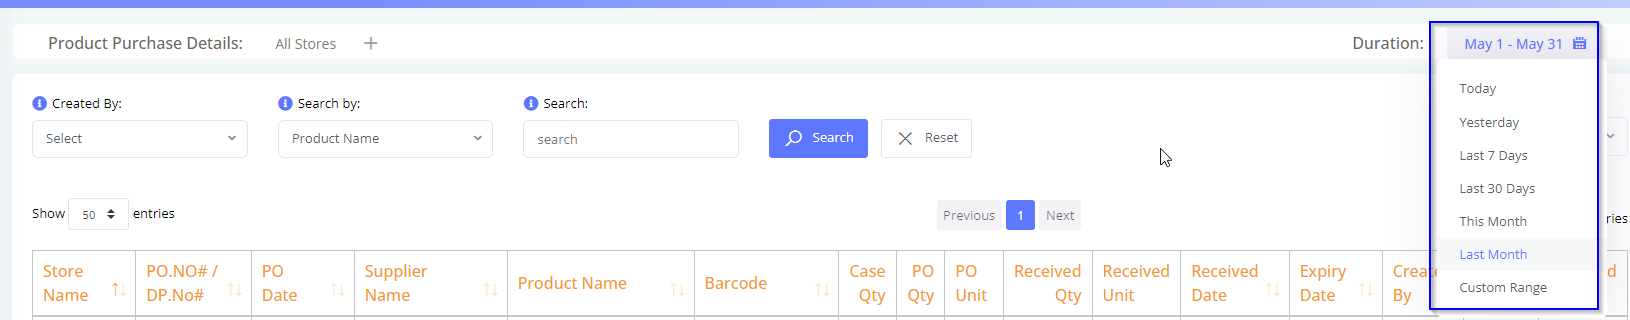 Product Purchase Details: All Stores +
Duration: May 1 - May 31
Created By: Search by: Search:
Select Product Name search Search Reset
Today
Yesterday
Last 7 Days
Last 30 Days
This Month
Last Month
Custom Range
Show 50 entries
Previous 1 Next
ries
Store Name
PO.NO# / DP.No#
PO Date
Supplier Name
Product Name
Barcode
Case Qty
PO Qty
PO Unit
Received Qty
Received Unit
Received Date
Expiry Date
Create By
d